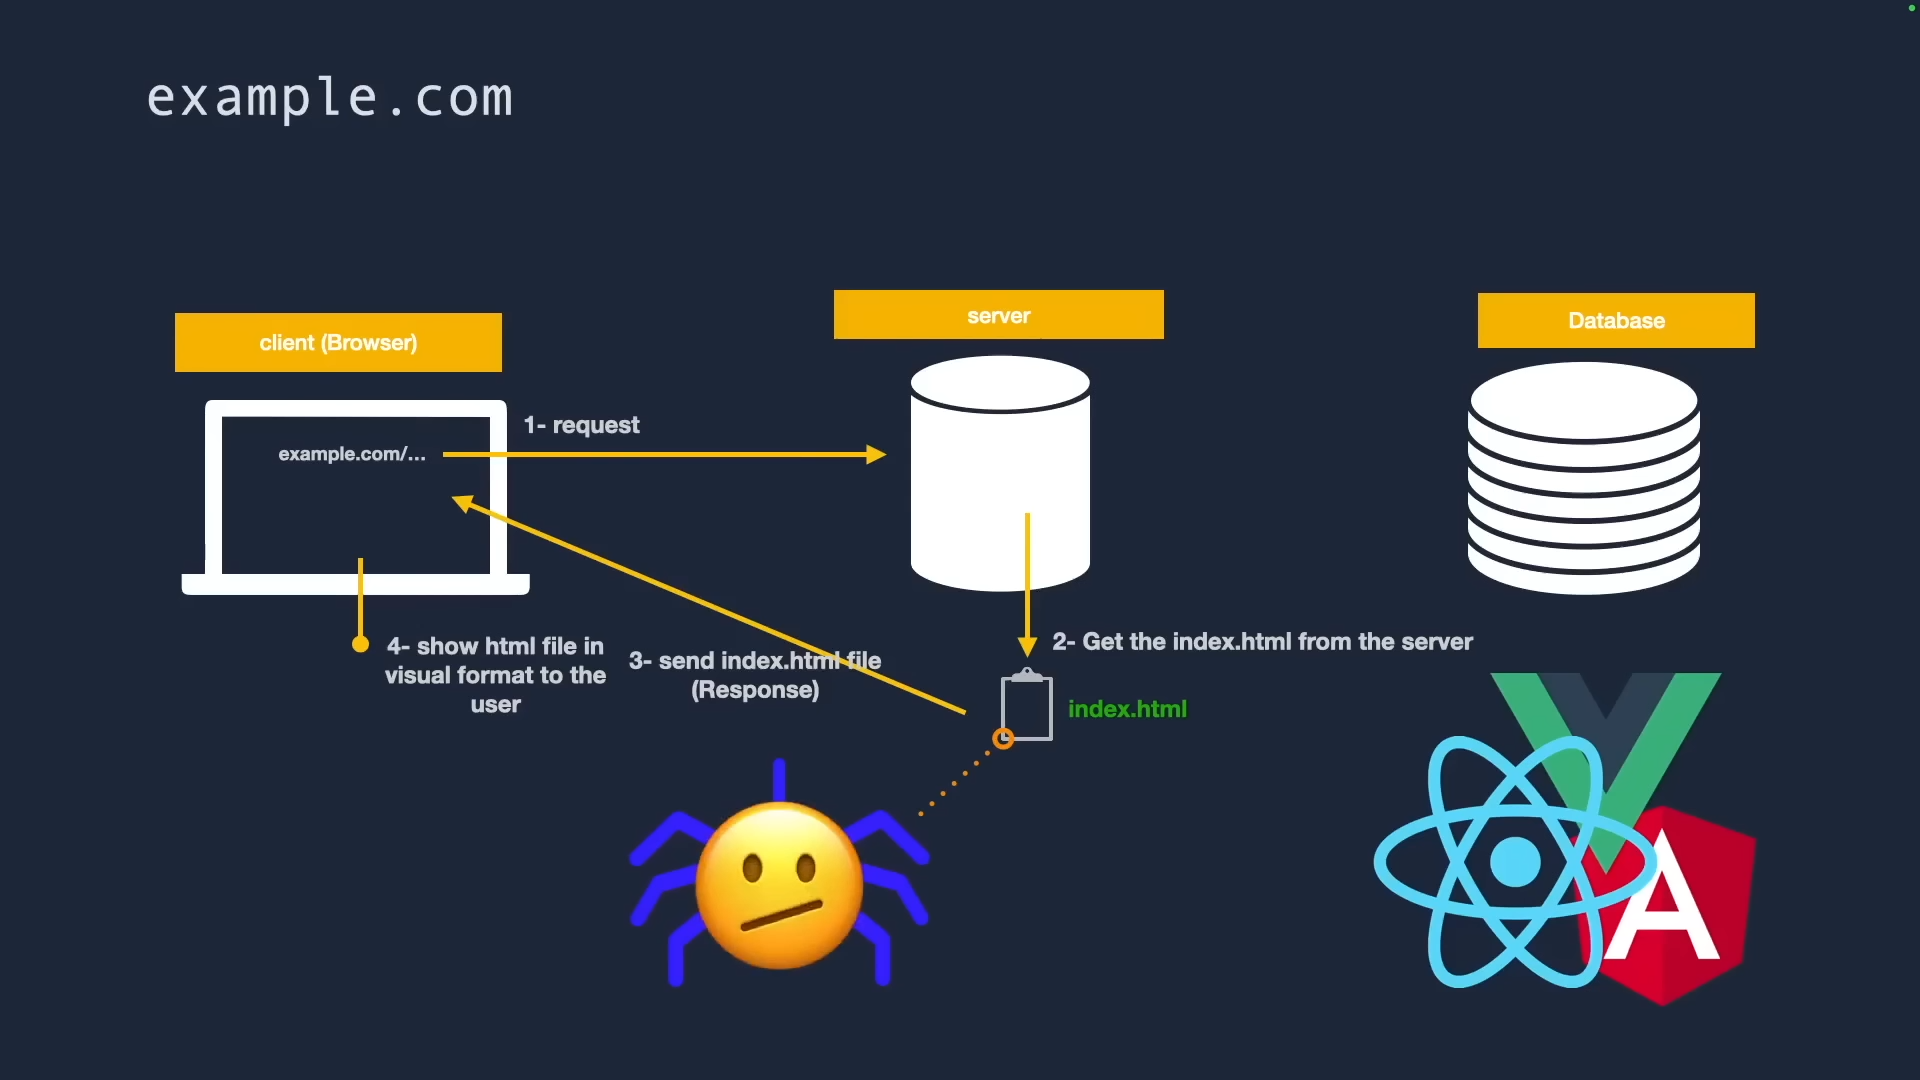 example.com
client (Browser)
server
Database
example.com/...
1- request
2- Get the index.html from the server
index.html
3- send index.html file
(Response)
4- show html file in
visual format to the
user
A